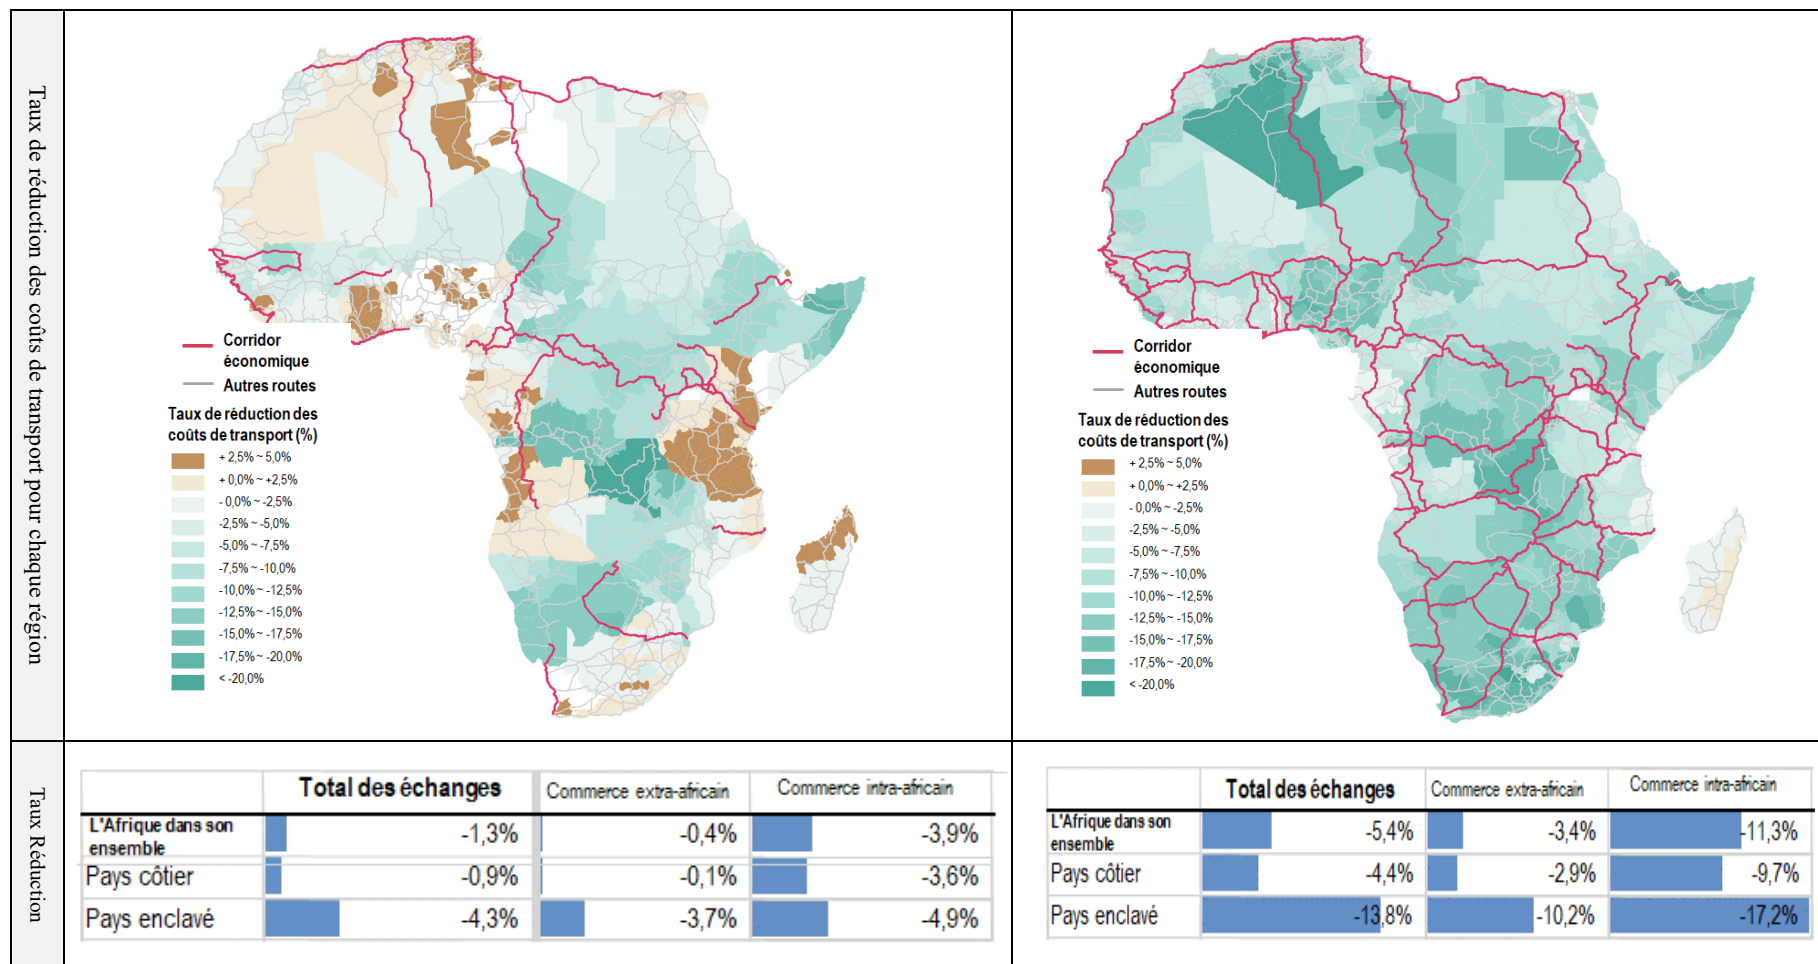 Taux de réduction des coûts de transport pour chaque région
Corridor
économique
Autres routes
Taux de réduction des
coûts de transport (%)
+ 2,5% ~ 5,0%
+ 0,0% ~ +2,5%
- 0,0% ~ -2,5%
-2,5% ~ -5,0%
-5,0% ~ -7,5%
-7,5% ~ -10,0%
-10,0% ~ -12,5%
-12,5% ~ -15,0%
-15,0% ~ -17,5%
-17,5% ~ -20,0%
< -20,0%
Corridor
économique
Autres routes
Taux de réduction des
coûts de transport (%)
+ 2,5% ~ 5,0%
+ 0,0% ~ +2,5%
- 0,0% ~ -2,5%
-2,5% ~ -5,0%
-5,0% ~ -7,5%
-7,5% ~ -10,0%
-10,0% ~ -12,5%
-12,5% ~ -15,0%
-15,0% ~ -17,5%
-17,5% ~ -20,0%
< -20,0%
Taux Réduction
Total des échanges Commerce extra-africain Commerce intra-africain
L'Afrique dans son
ensemble -1,3% -0,4% -3,9%
Pays côtier -0,9% -0,1% -3,6%
Pays enclavé -4,3% -3,7% -4,9%
Total des échanges Commerce extra-africain Commerce intra-africain
L'Afrique dans son
ensemble -5,4% -3,4% -11,3%
Pays côtier -4,4% -2,9% -9,7%
Pays enclavé -13,8% -10,2% -17,2%